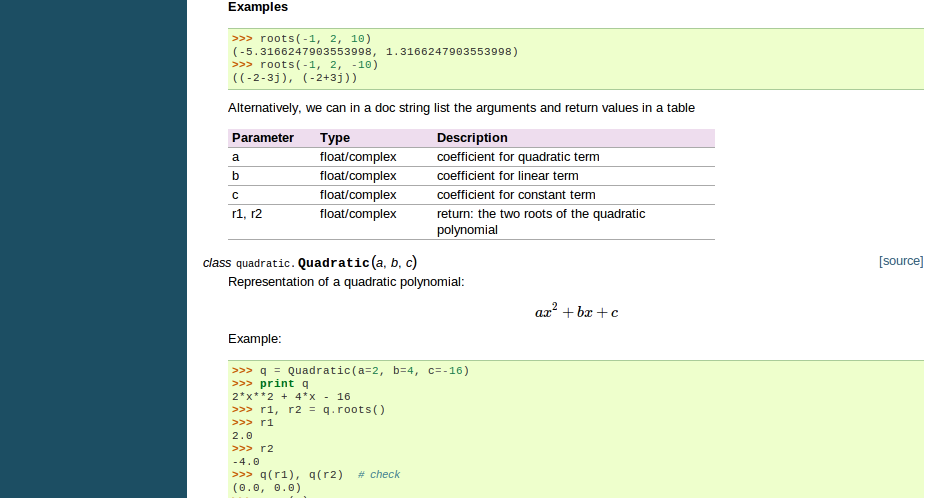 Examples
>>> roots(-1, 2, 10)
(-5.3166247903553998, 1.3166247903553998)
>>> roots(-1, 2, -10)
((-2-3j), (-2+3j))
Alternatively, we can in a doc string list the arguments and return values in a table
Parameter Type Description
a float/complex coefficient for quadratic term
b float/complex coefficient for linear term
c float/complex coefficient for constant term
r1, r2 float/complex return: the two roots of the quadratic
polynomial
class quadratic.Quadratic(a, b, c) [source]
Representation of a quadratic polynomial:
ax² + bx + c
Example:
>>> q = Quadratic(a=2, b=4, c=-16)
>>> print q
2*x**2 + 4*x - 16
>>> r1, r2 = q.roots()
>>> r1
2.0
>>> r2
-4.0
>>> q(r1), q(r2)  # check
(0.0, 0.0)